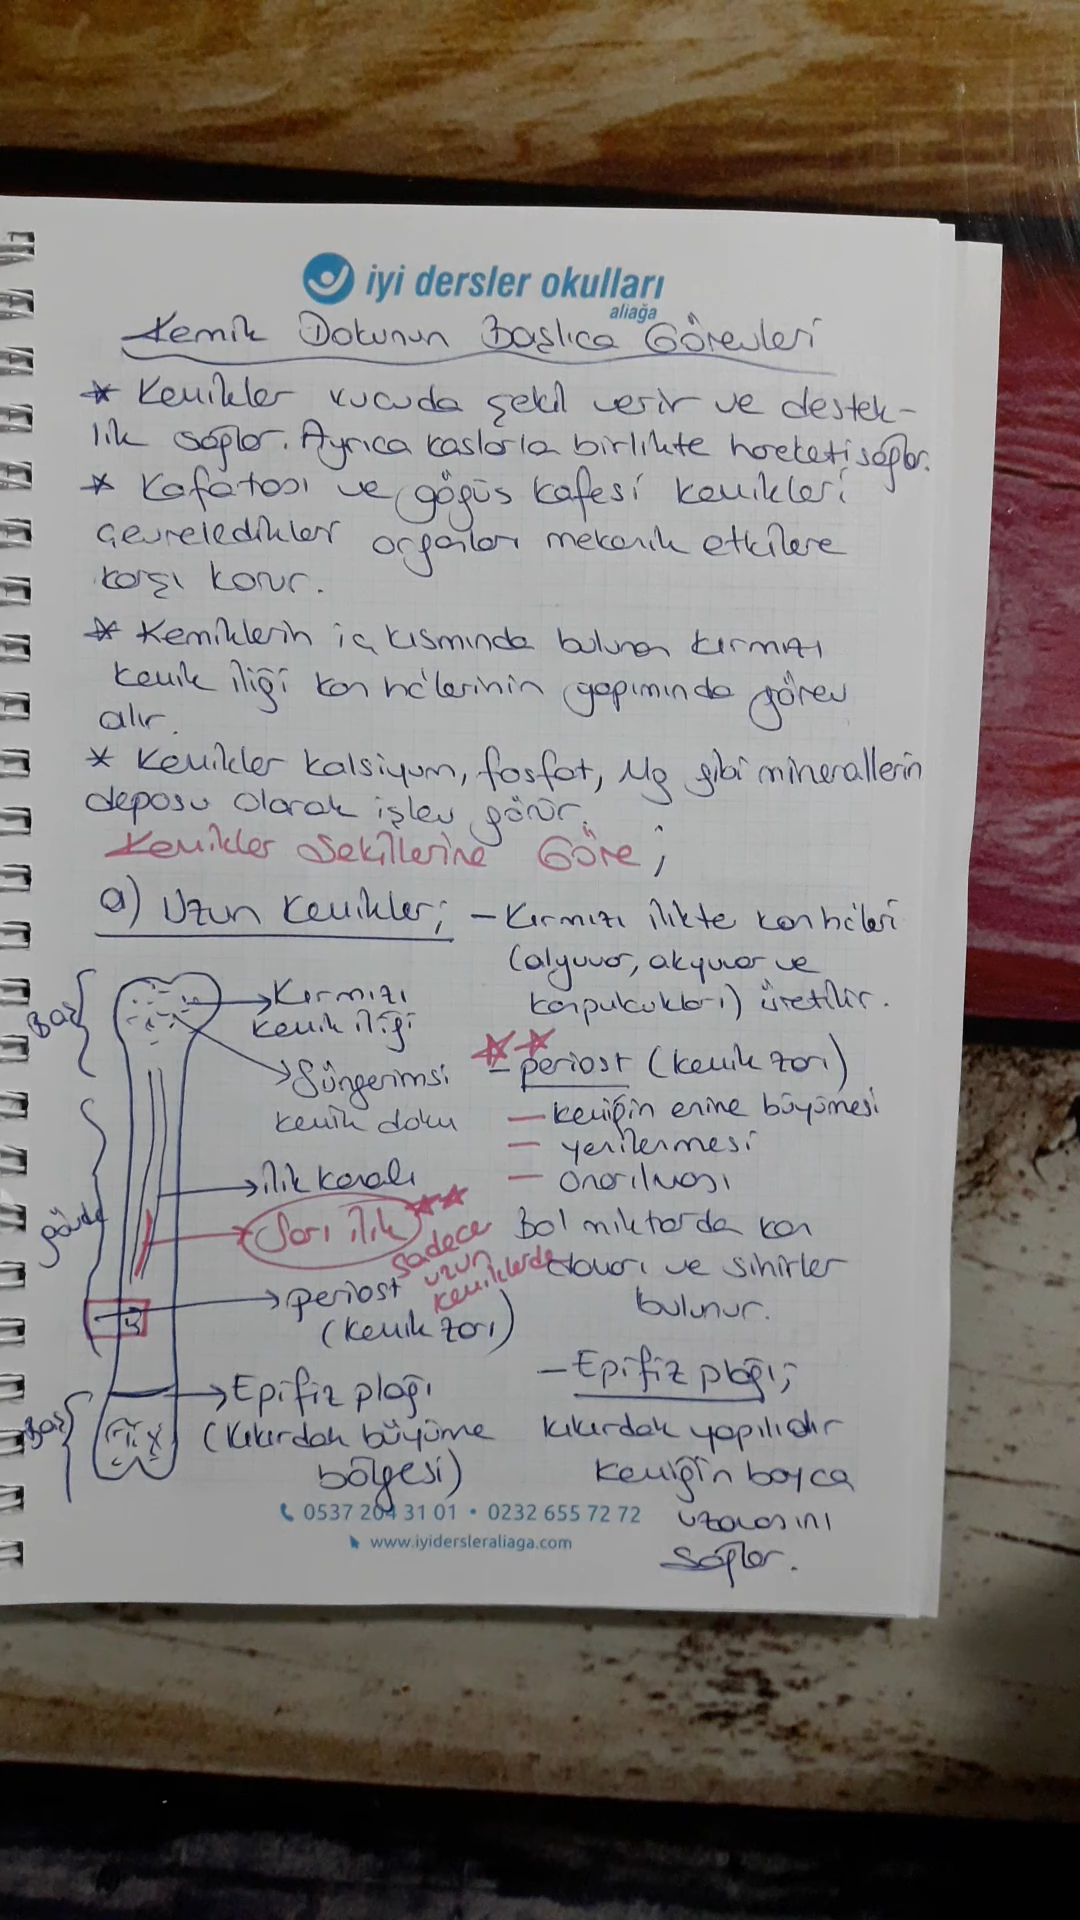 iyi dersler okulları
aliağa
Kemik Dokunun Başlıca Görevleri
* Kemikler vücuda şekil verir ve destek-
lik sağlar. Ayrıca kaslarla birlikte hareketi sağlar.
* Kafatası ve göğüs kafesi kemikleri
çevreledikleri organları mekanik etkilere
karşı korur.
* Kemiklerin iç kısmında bulunan kırmızı
kemik iliği kan hc'lerinin yapımında görev
alır.
* Kemikler kalsiyum, fosfat, Mg gibi minerallerin
deposu olarak işlev görür.
Kemikler Şekillerine Göre;
a) Uzun Kemikler; - Kırmızı ilikte kan hc'leri
(alyuvar, akyuvar ve
kan pulcukları) üretilir.
Baş
Kırmızı
kemik iliği
Süngerimsi
kemik doku
- periost (kemik zarı)
- kemiğin enine büyümesi
- yenilenmesi
- onarılması
Bol miktarda kan
damarı ve sinirler
bulunur.
gövde
ilik kanalı
Sarı ilik
sadece
uzun
kemiklerde
periost
(kemik zarı)
Baş
Epifiz plağı
(kıkırdak büyüme
bölgesi)
- Epifiz plağı;
kıkırdak yapılıdır
kemiğin boyca
uzamasını
sağlar.
0537 204 31 01 • 0232 655 72 72
www.iyidersleraliaga.com